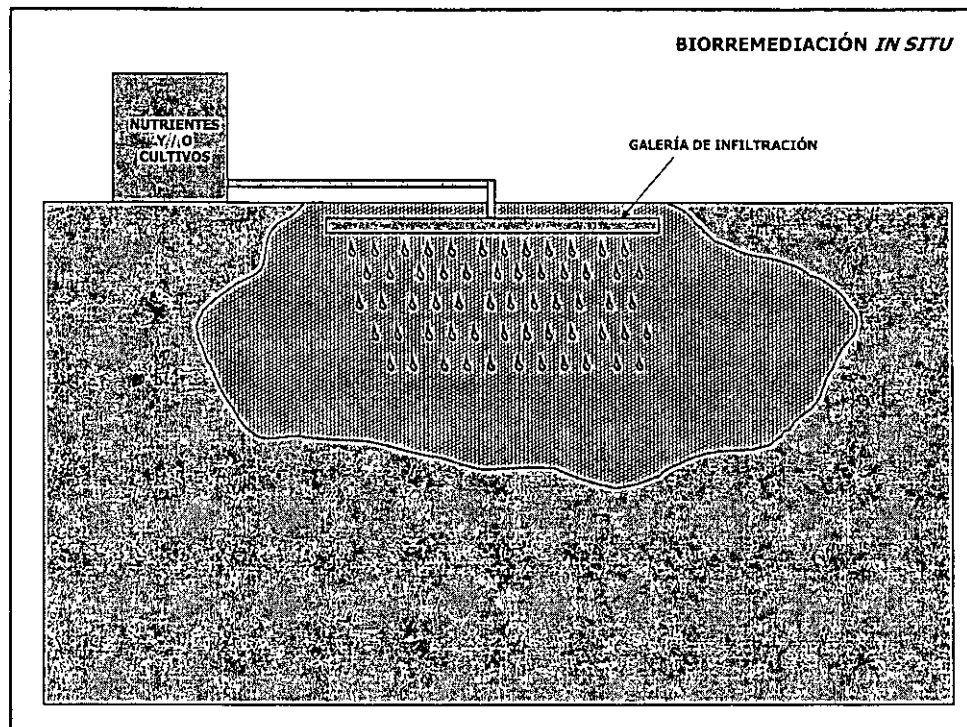 BIORREMEDIACIÓN IN SITU
NUTRIENTES
Y / O
CULTIVOS
GALERÍA DE INFILTRACIÓN